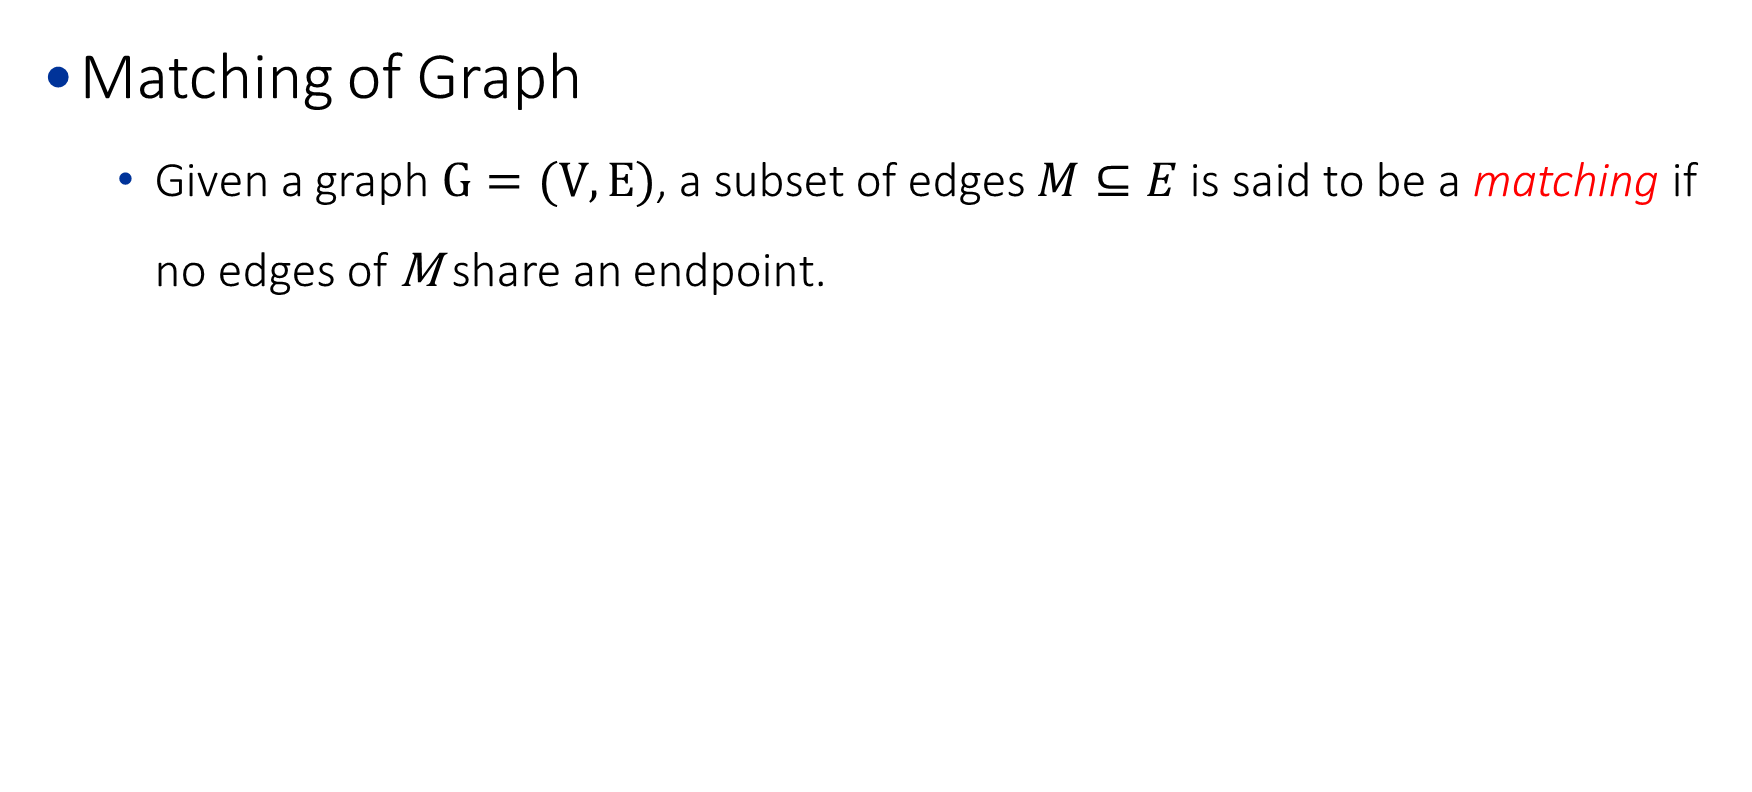 • Matching of Graph
• Given a graph G = (V, E), a subset of edges M ⊆ E is said to be a matching if
no edges of M share an endpoint.